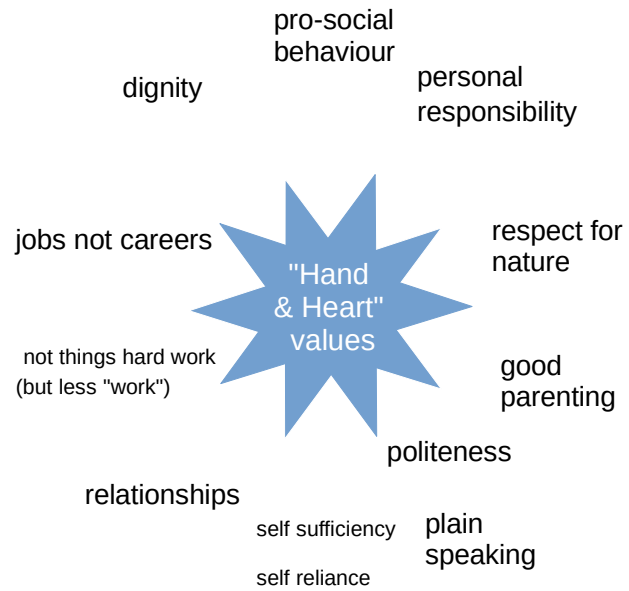 pro-social
behaviour
personal
responsibility
dignity
jobs not careers
respect for
nature
"Hand
& Heart"
values
not things hard work
(but less "work")
good
parenting
politeness
relationships
self sufficiency
plain
speaking
self reliance